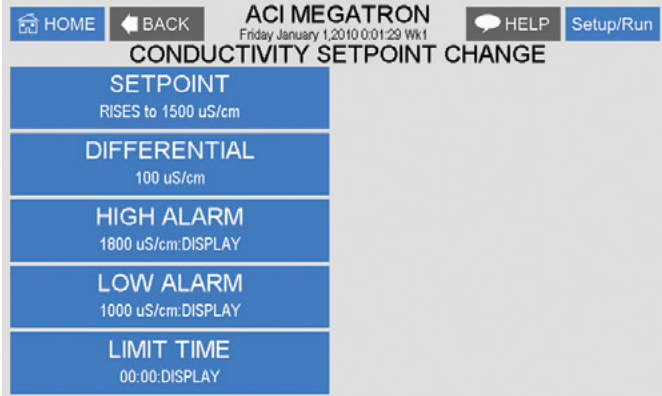 HOME
BACK
ACI MEGATRON
Friday January 1,2010 0:01:29 Wk1
HELP
Setup/Run
CONDUCTIVITY SETPOINT CHANGE
SETPOINT
RISES to 1500 uS/cm
DIFFERENTIAL
100 uS/cm
HIGH ALARM
1800 uS/cm:DISPLAY
LOW ALARM
1000 uS/cm:DISPLAY
LIMIT TIME
00:00:DISPLAY